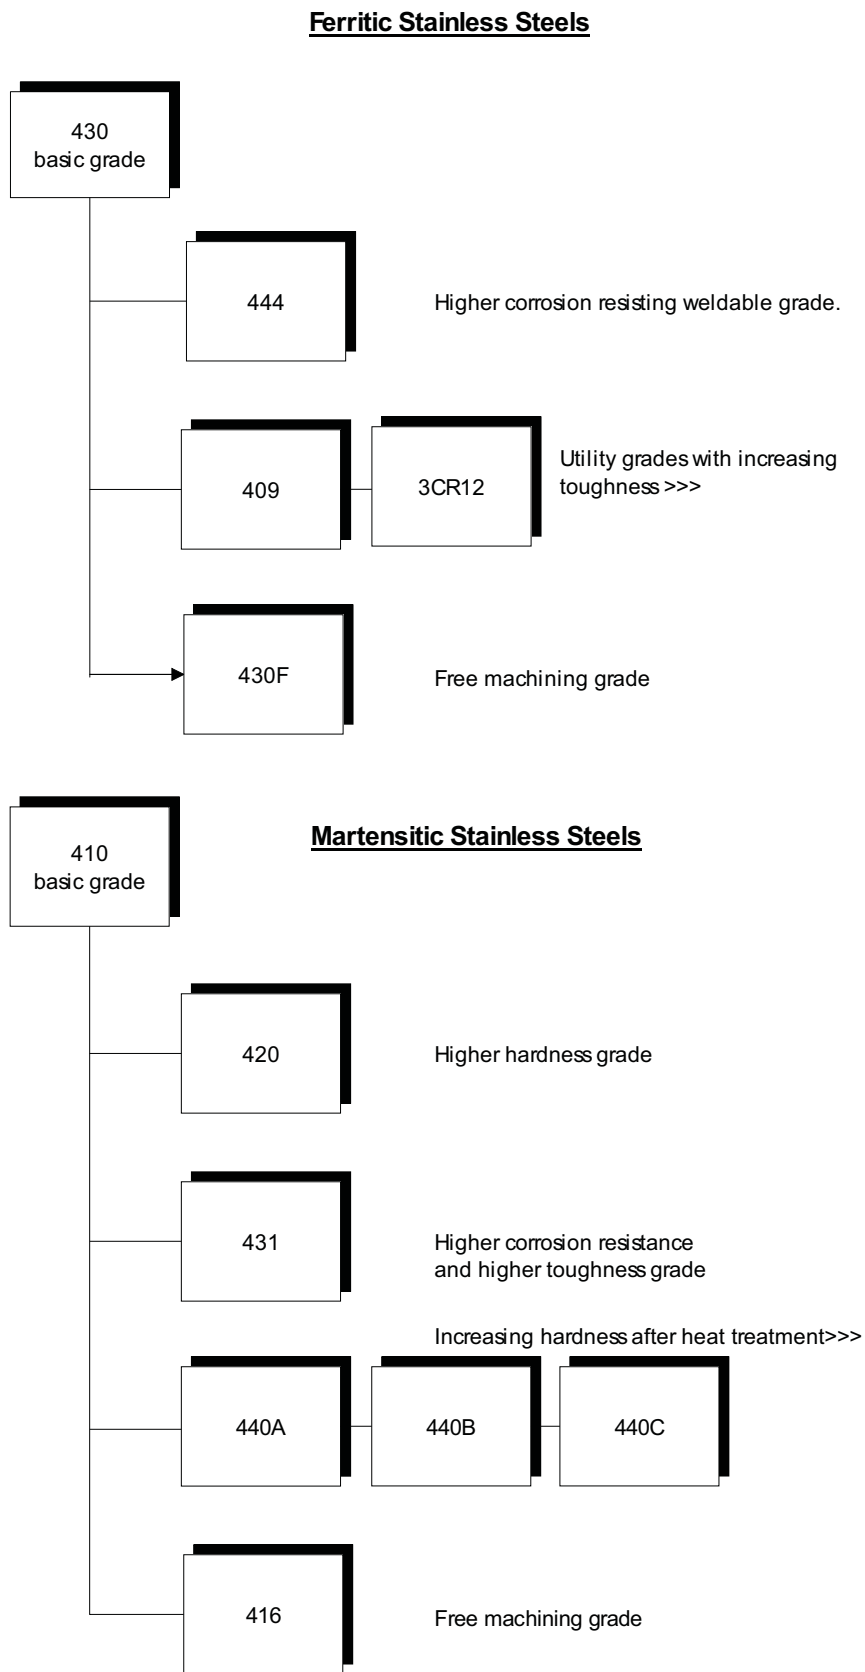 Ferritic Stainless Steels
430
basic grade
444
Higher corrosion resisting weldable grade.
409
3CR12
Utility grades with increasing
toughness >>>
430F
Free machining grade
410
basic grade
Martensitic Stainless Steels
420
Higher hardness grade
431
Higher corrosion resistance
and higher toughness grade
Increasing hardness after heat treatment>>>
440A
440B
440C
416
Free machining grade